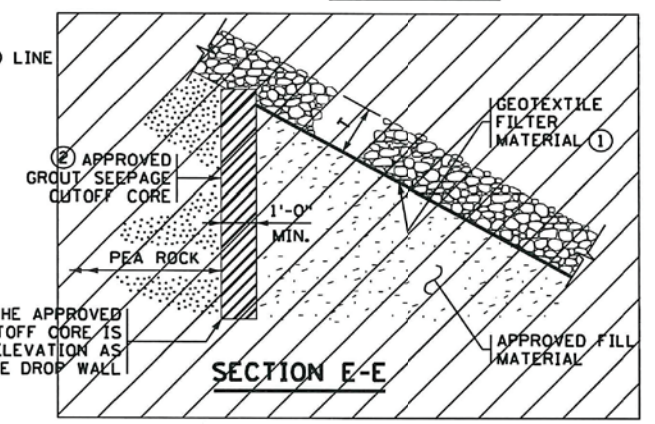 LINE
GEOTEXTILE
FILTER
MATERIAL ①
② APPROVED
GROUT SEEPAGE
CUTOFF CORE
T
1'-0"
MIN.
PEA ROCK
HE APPROVED
TOFF CORE IS
ELEVATION AS
E DROP WALL
APPROVED FILL
MATERIAL
SECTION E-E